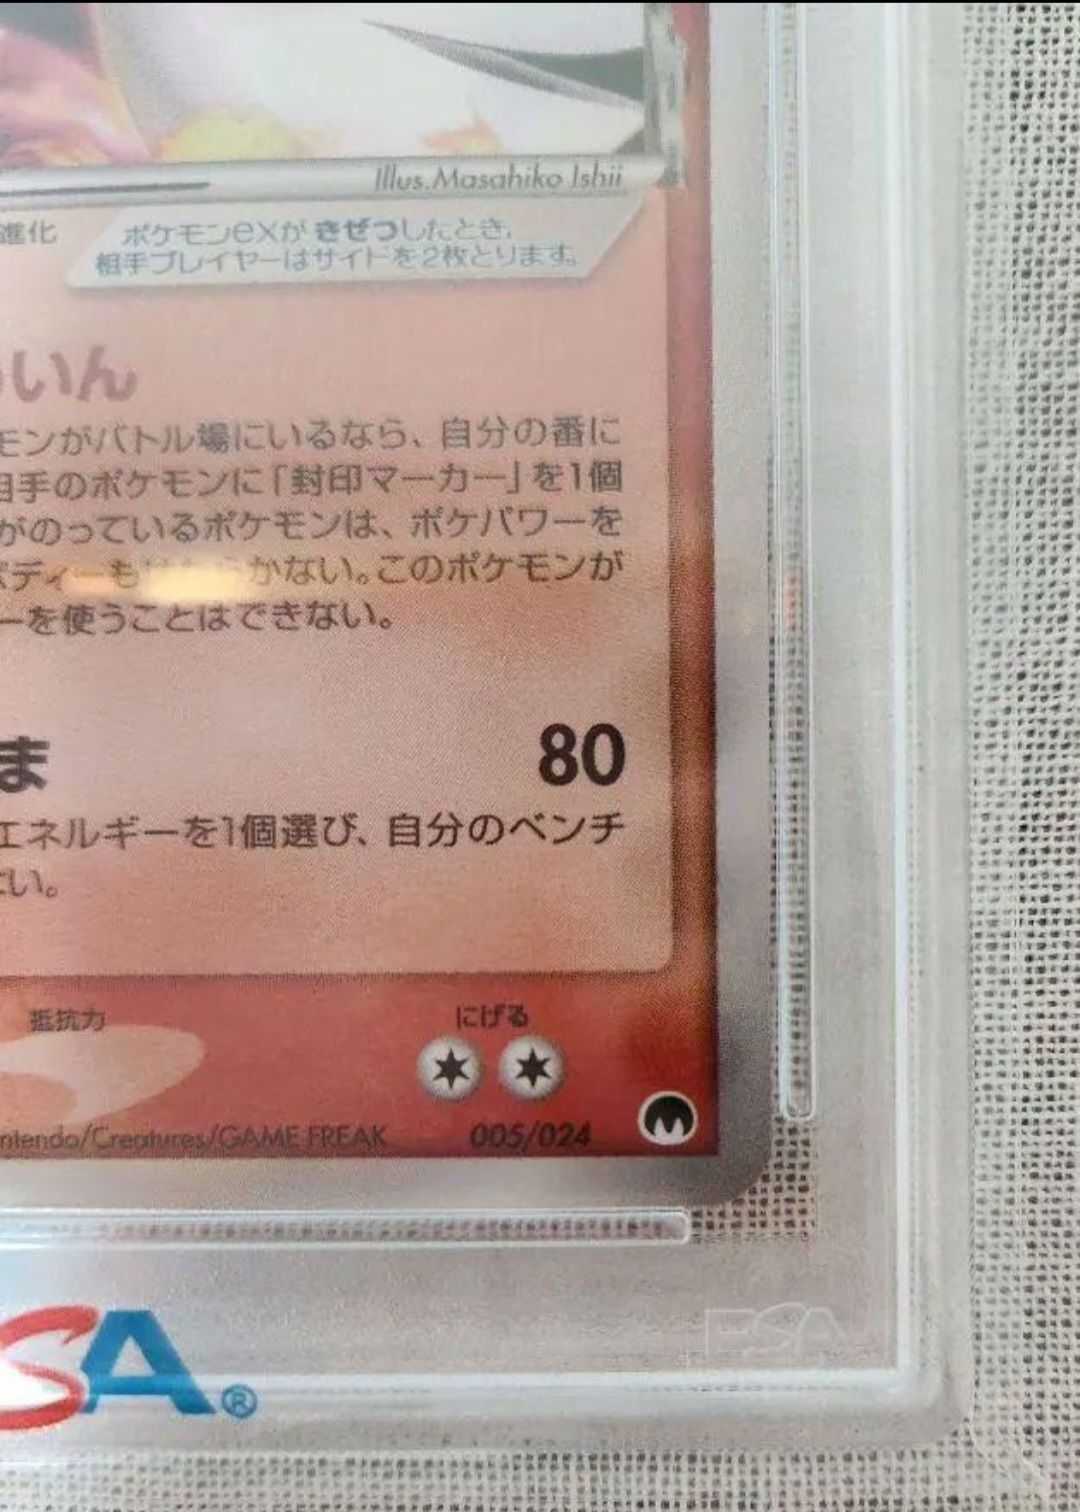 Illus. Masahiko Ishii
進化
ポケモンexが きぜつしたとき、
相手プレイヤーはサイドを2枚とります。
いん
モンがバトル場にいるなら、自分の番に
相手のポケモンに「封印マーカー」を1個
がのっているポケモンは、ポケパワーを
ボディーも かない。このポケモンが
ーを使うことはできない。
ま
80
エネルギーを1個選び、自分のベンチ
い。
抵抗力
にげる
ntendo/Creatures/GAME FREAK
005/024
SA®
PSA